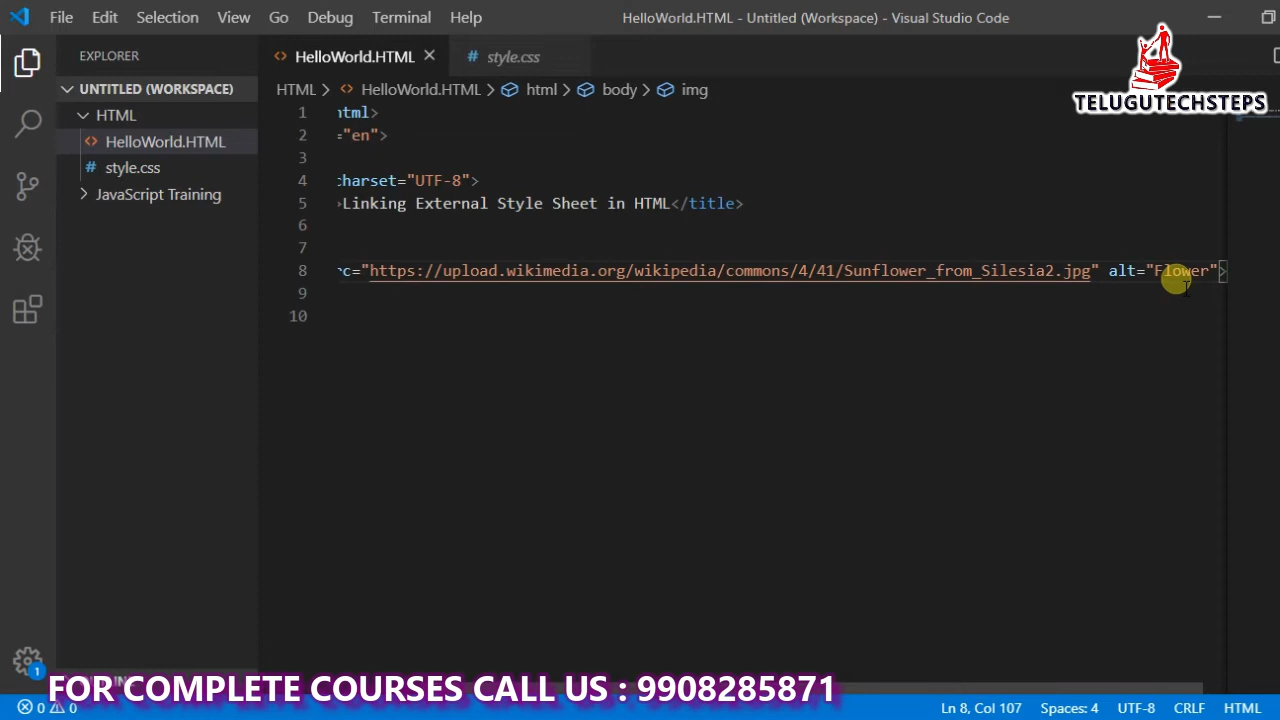 File Edit Selection View Go Debug Terminal Help
HelloWorld.HTML - Untitled (Workspace) - Visual Studio Code
EXPLORER
UNTITLED (WORKSPACE)
HTML
HelloWorld.HTML
style.css
JavaScript Training
HelloWorld.HTML style.css
HTML > HelloWorld.HTML > html > body > img
TELUGUTECHSTEPS
1 html>
2 ="en">
3
4 charset="UTF-8">
5 >Linking External Style Sheet in HTML</title>
6
7
8 rc="https://upload.wikimedia.org/wikipedia/commons/4/41/Sunflower_from_Silesia2.jpg" alt="Flower">
9
10
1
FOR COMPLETE COURSES CALL US : 9908285871
0 0 Ln 8, Col 107 Spaces: 4 UTF-8 CRLF HTML